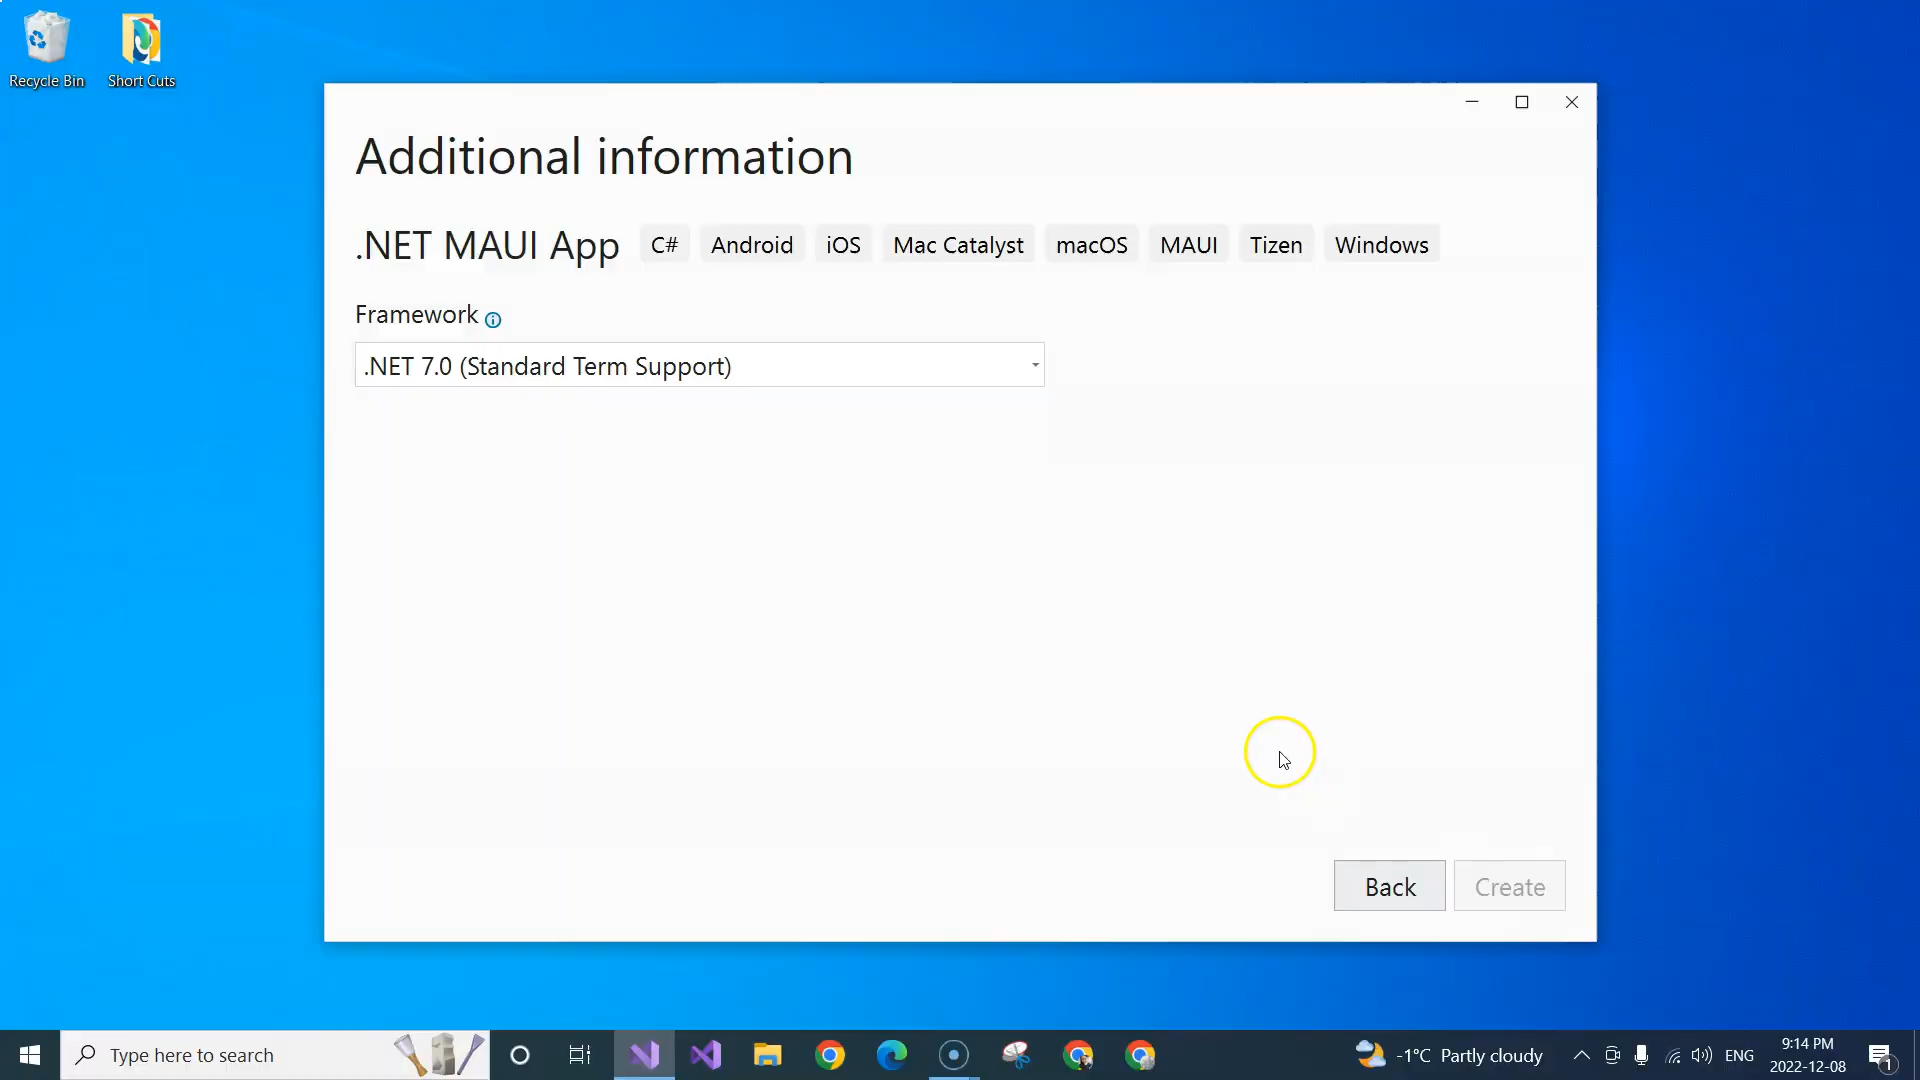 Recycle Bin
Short Cuts
Additional information
.NET MAUI App C# Android iOS Mac Catalyst macOS MAUI Tizen Windows
Framework
.NET 7.0 (Standard Term Support)
Back Create
Type here to search
-1°C Partly cloudy
ENG
9:14 PM
2022-12-08
1